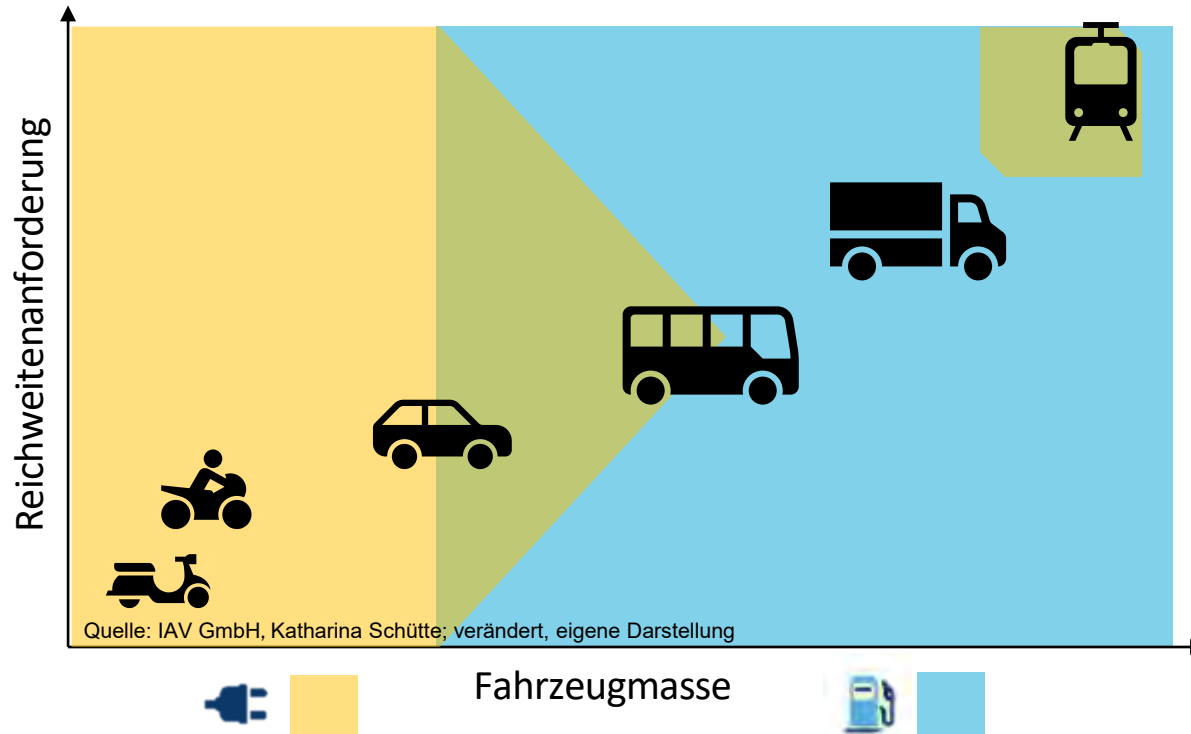 Reichweitenanforderung
Quelle: IAV GmbH, Katharina Schütte; verändert, eigene Darstellung
Fahrzeugmasse